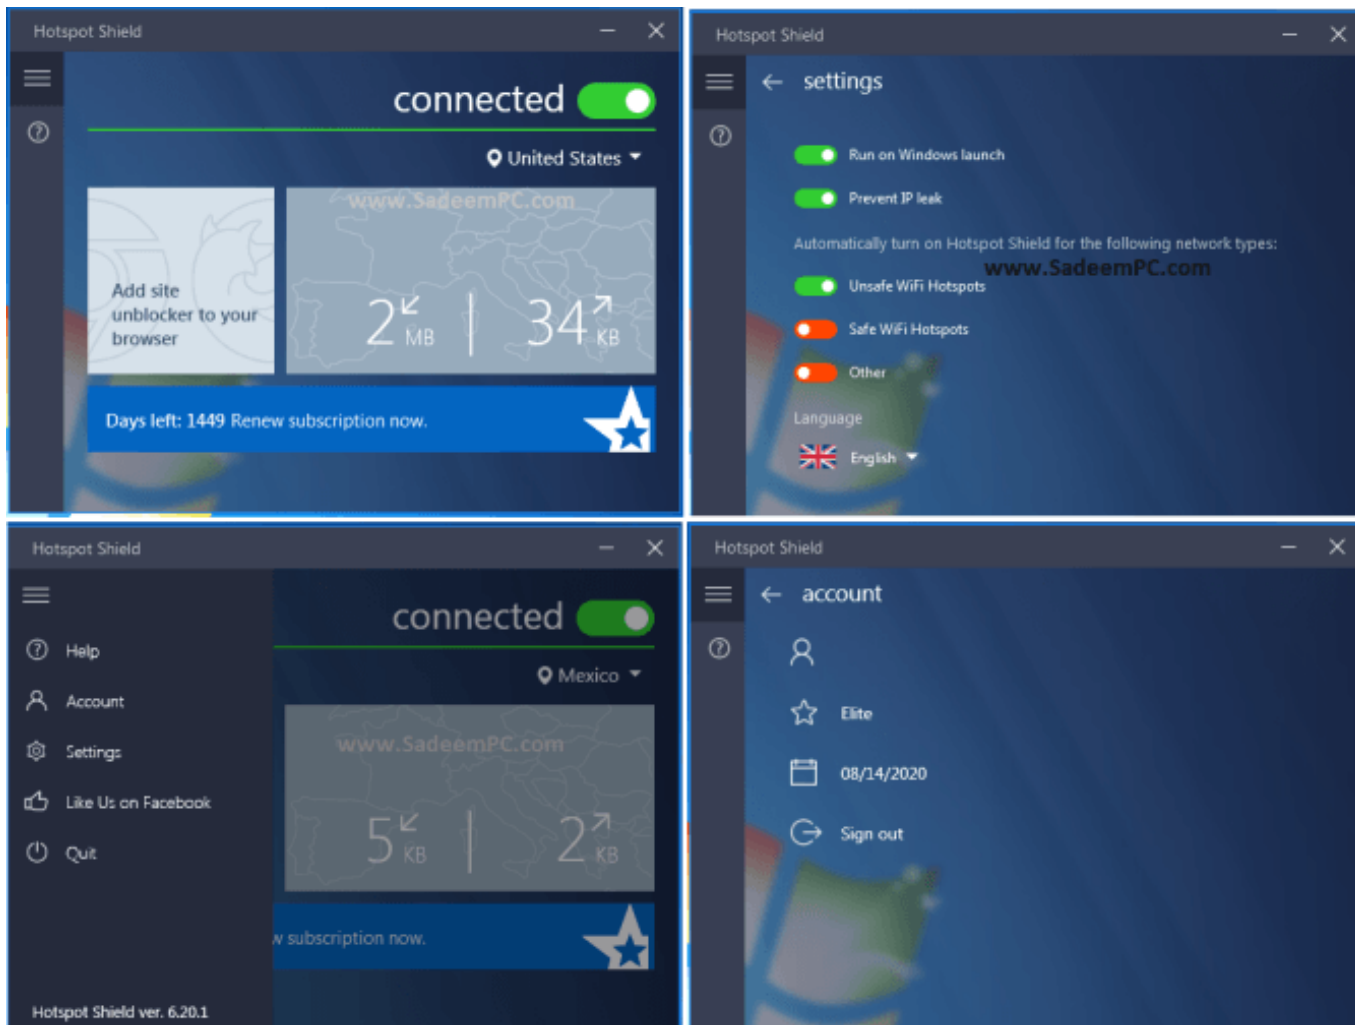 Hotspot Shield
connected
United States
www.SadeemPC.com
Add site
unblocker to your
browser
2 MB
34 KB
Days left: 1449 Renew subscription now.
Hotspot Shield
settings
Run on Windows launch
Prevent IP leak
Automatically turn on Hotspot Shield for the following network types:
www.SadeemPC.com
Unsafe WiFi Hotspots
Safe WiFi Hotspots
Other
Language
English
Hotspot Shield
Help
Account
Settings
Like Us on Facebook
Quit
Hotspot Shield ver. 6.20.1
connected
Mexico
www.SadeemPC.com
5 KB
2 KB
w subscription now.
Hotspot Shield
account
Elite
08/14/2020
Sign out